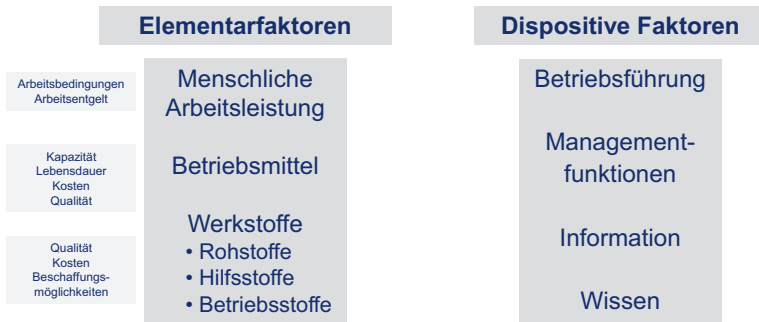 Elementarfaktoren
Arbeitsbedingungen
Arbeitsentgelt
Menschliche
Arbeitsleistung
Kapazität
Lebensdauer
Kosten
Qualität
Betriebsmittel
Qualität
Kosten
Beschaffungs-
möglichkeiten
Werkstoffe
• Rohstoffe
• Hilfsstoffe
• Betriebsstoffe
Dispositive Faktoren
Betriebsführung
Management-
funktionen
Information
Wissen